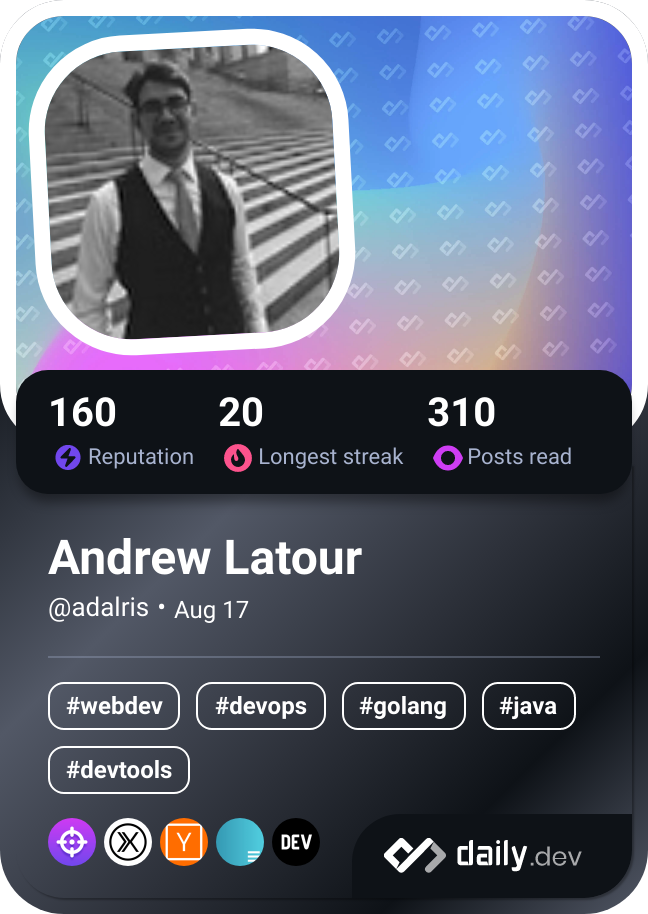 160 20 310
Reputation Longest streak Posts read
Andrew Latour
@adalris • Aug 17
#webdev #devops #golang #java
#devtools
Y DEV daily.dev